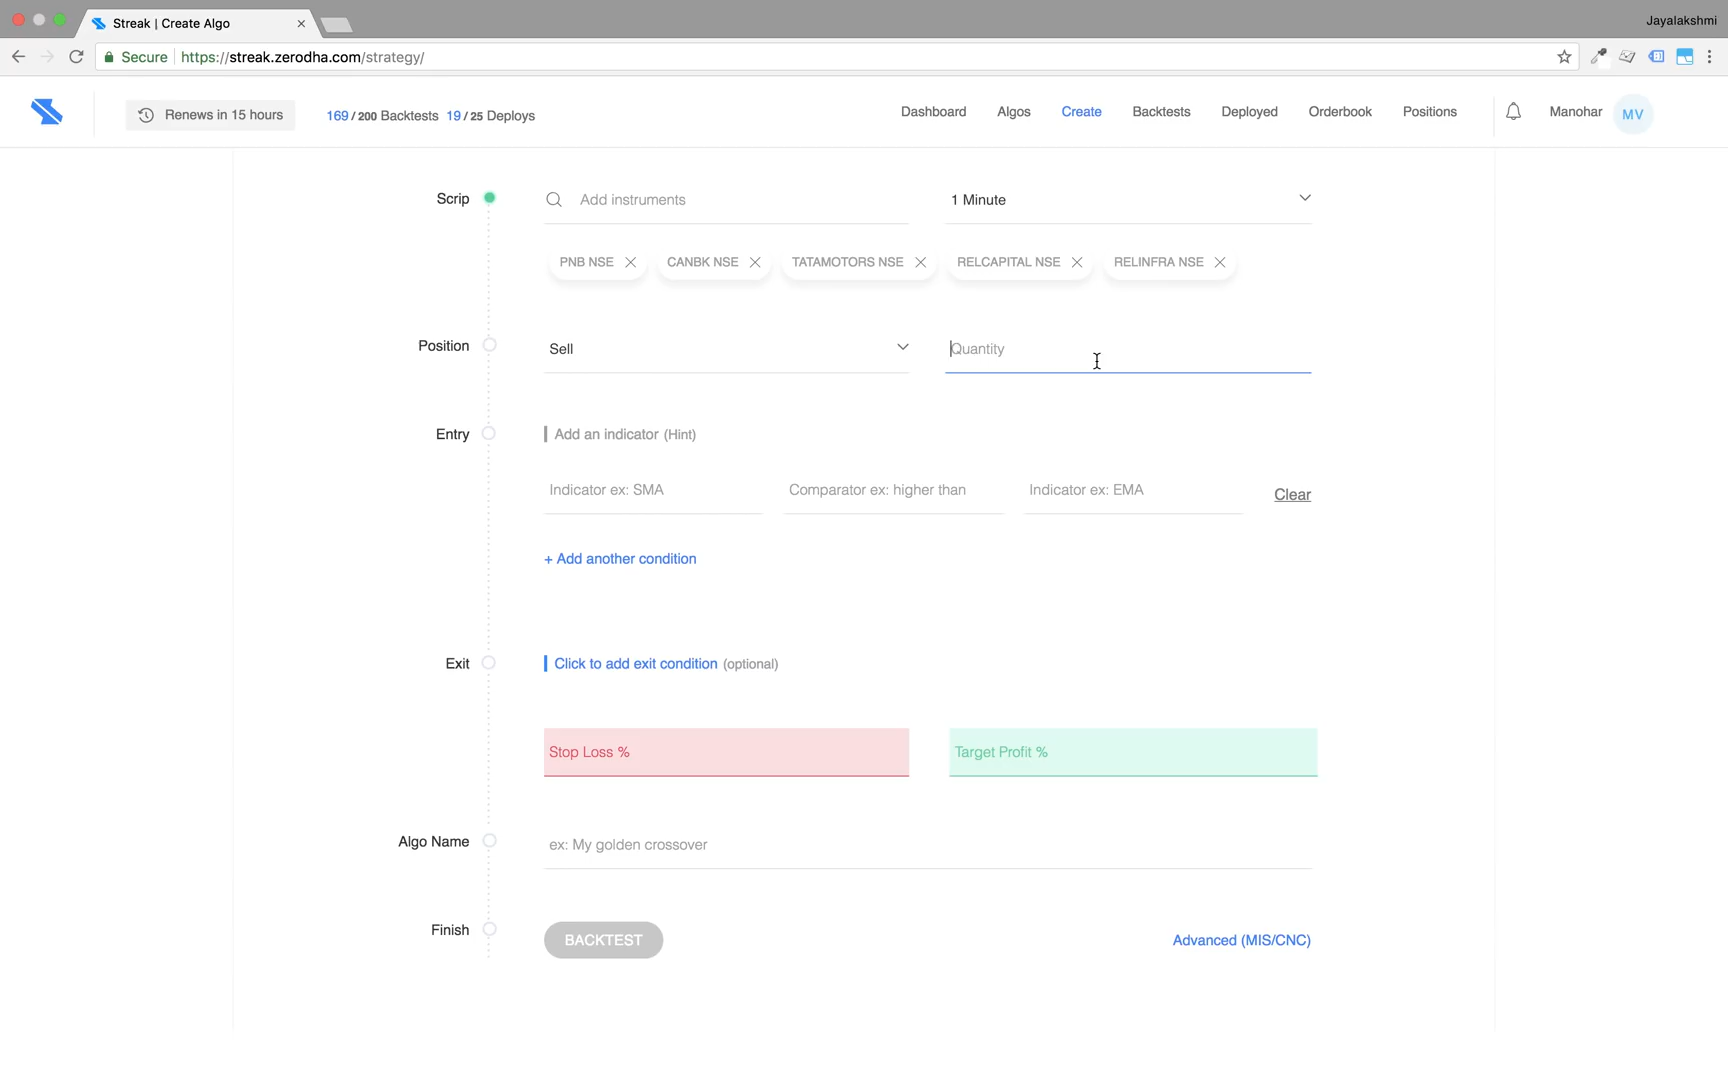 Streak | Create Algo
Jayalakshmi
Secure https://streak.zerodha.com/strategy/
Renews in 15 hours
169 / 200 Backtests 19 / 25 Deploys
Dashboard Algos Create Backtests Deployed Orderbook Positions Manohar MV
Scrip Add instruments 1 Minute
PNB NSE CANBK NSE TATAMOTORS NSE RELCAPITAL NSE RELINFRA NSE
Position Sell Quantity
Entry Add an indicator (Hint)
Indicator ex: SMA Comparator ex: higher than Indicator ex: EMA Clear
+ Add another condition
Exit Click to add exit condition (optional)
Stop Loss % Target Profit %
Algo Name ex: My golden crossover
Finish BACKTEST Advanced (MIS/CNC)